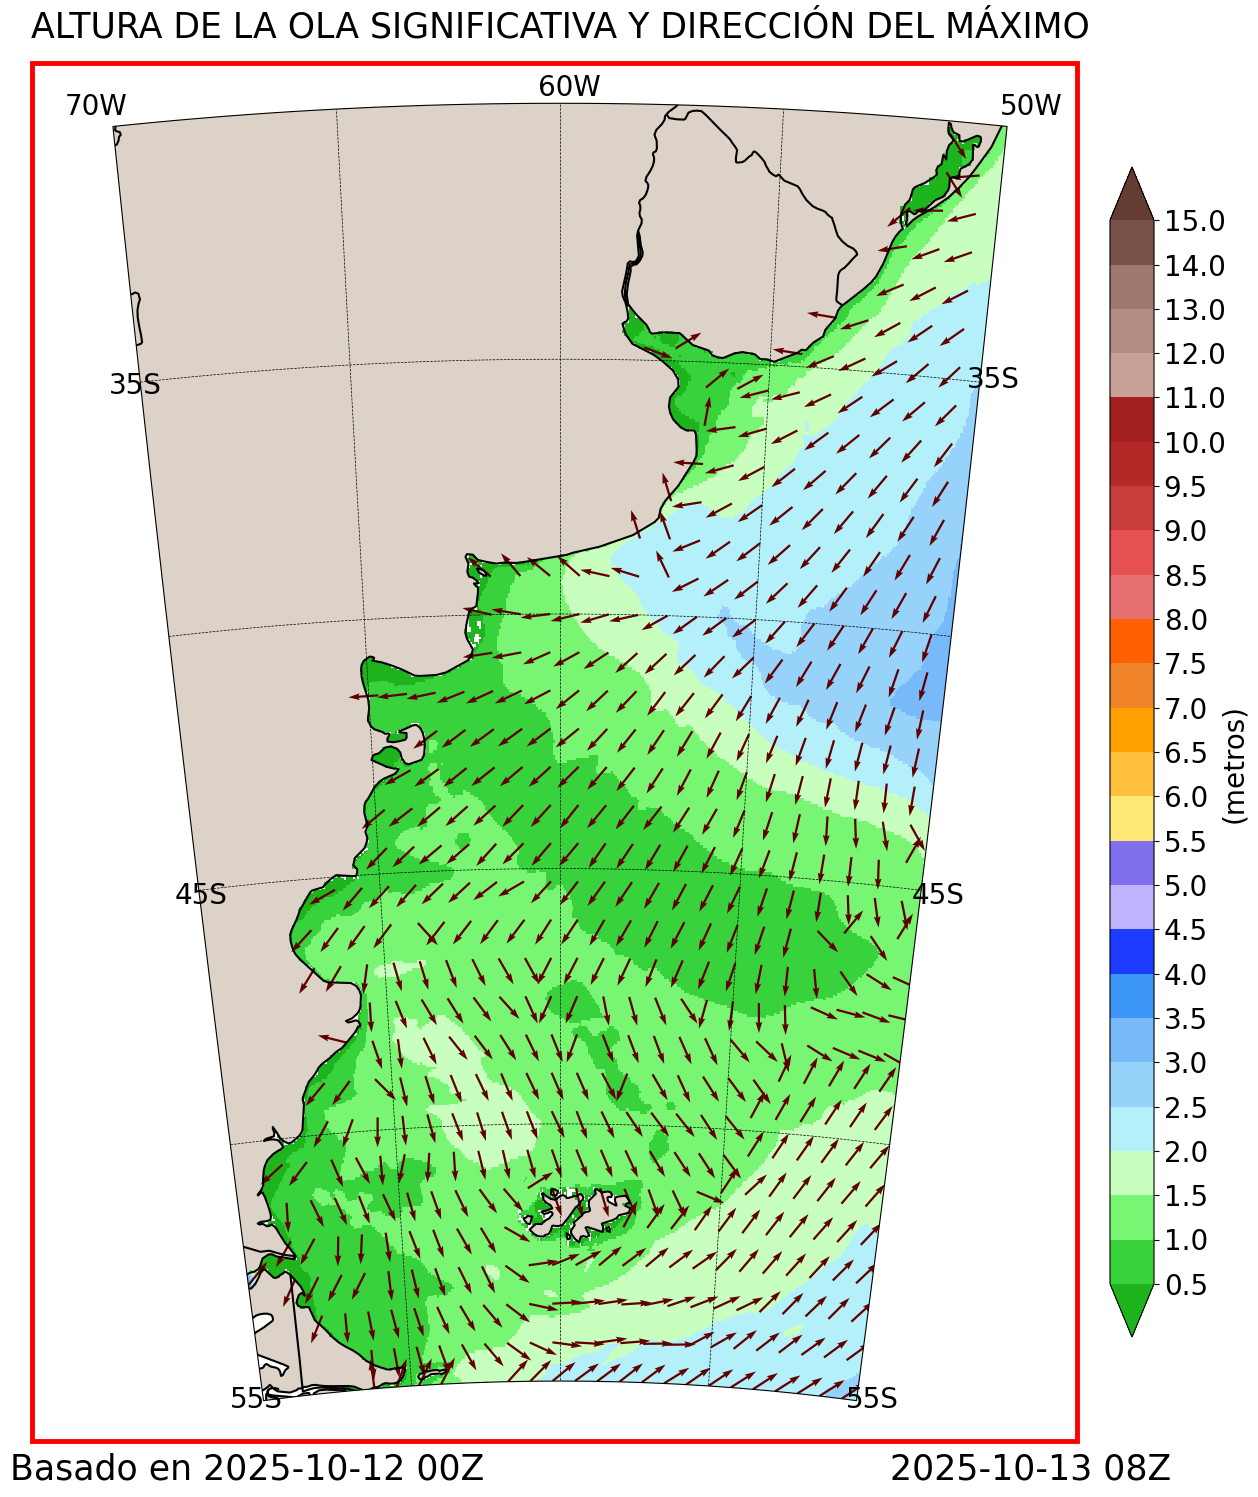 ALTURA DE LA OLA SIGNIFICATIVA Y DIRECCIÓN DEL MÁXIMO
70W
60W
50W
35S
35S
45S
45S
55S
55S
15.0
14.0
13.0
12.0
11.0
10.0
9.5
9.0
8.5
8.0
7.5
7.0
6.5
6.0
5.5
5.0
4.5
4.0
3.5
3.0
2.5
2.0
1.5
1.0
0.5
(metros)
Basado en 2025-10-12 00Z
2025-10-13 08Z